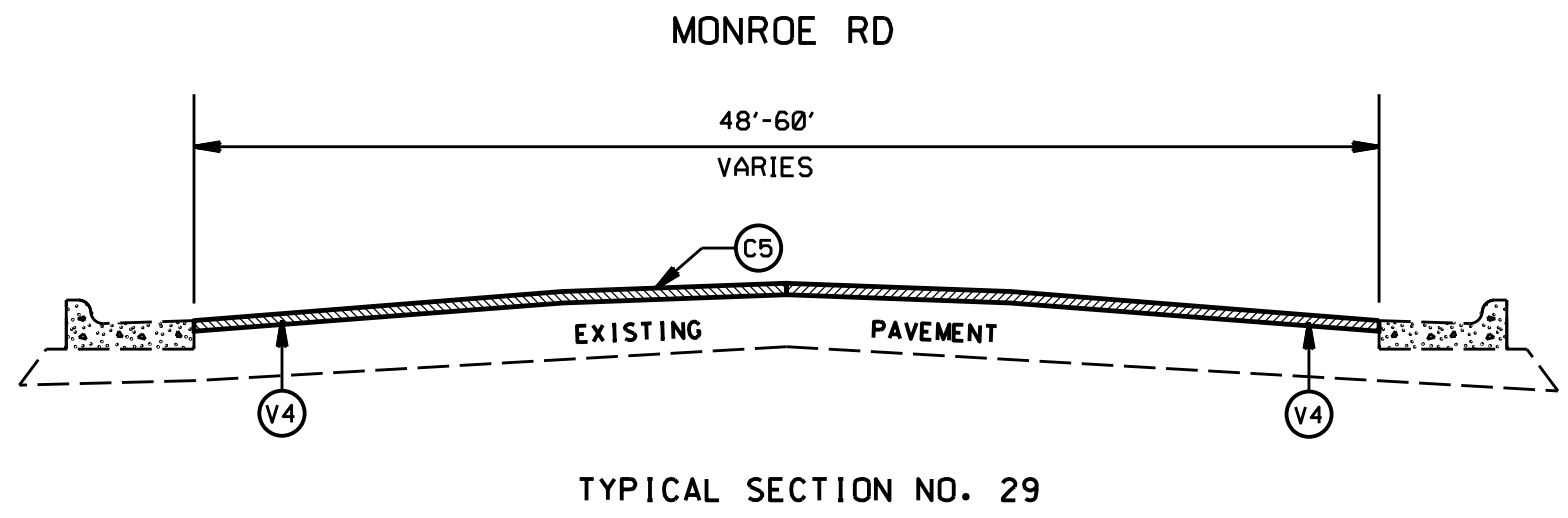 MONROE RD
48'-60'
VARIES
C5
EXISTING PAVEMENT
V4 V4
TYPICAL SECTION NO. 29